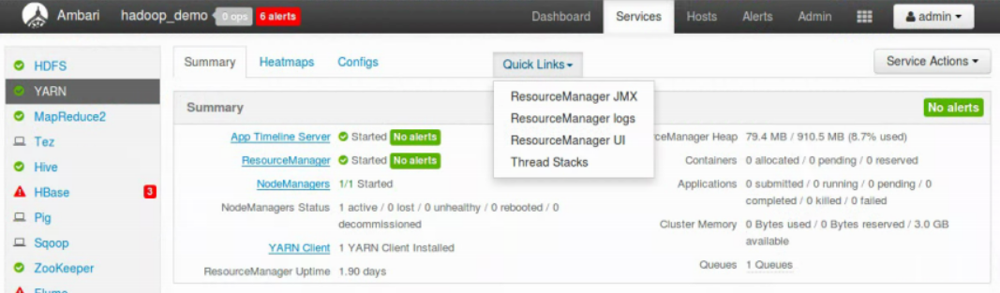 Ambari hadoop_demo 0 ops 6 alerts Dashboard Services Hosts Alerts Admin admin
HDFS
YARN
MapReduce2
Tez
Hive
HBase 3
Pig
Sqoop
ZooKeeper
Summary Heatmaps Configs Quick Links Service Actions
ResourceManager JMX
ResourceManager logs
ResourceManager UI
Thread Stacks
Summary No alerts
App Timeline Server Started No alerts
ResourceManager Started No alerts
NodeManagers 1/1 Started
NodeManagers Status 1 active / 0 lost / 0 unhealthy / 0 rebooted / 0
decommissioned
YARN Client 1 YARN Client Installed
ResourceManager Uptime 1.90 days
ceManager Heap 79.4 MB / 910.5 MB (8.7% used)
Containers 0 allocated / 0 pending / 0 reserved
Applications 0 submitted / 0 running / 0 pending / 0
completed / 0 killed / 0 failed
Cluster Memory 0 Bytes used / 0 Bytes reserved / 3.0 GB
available
Queues 1 Queues